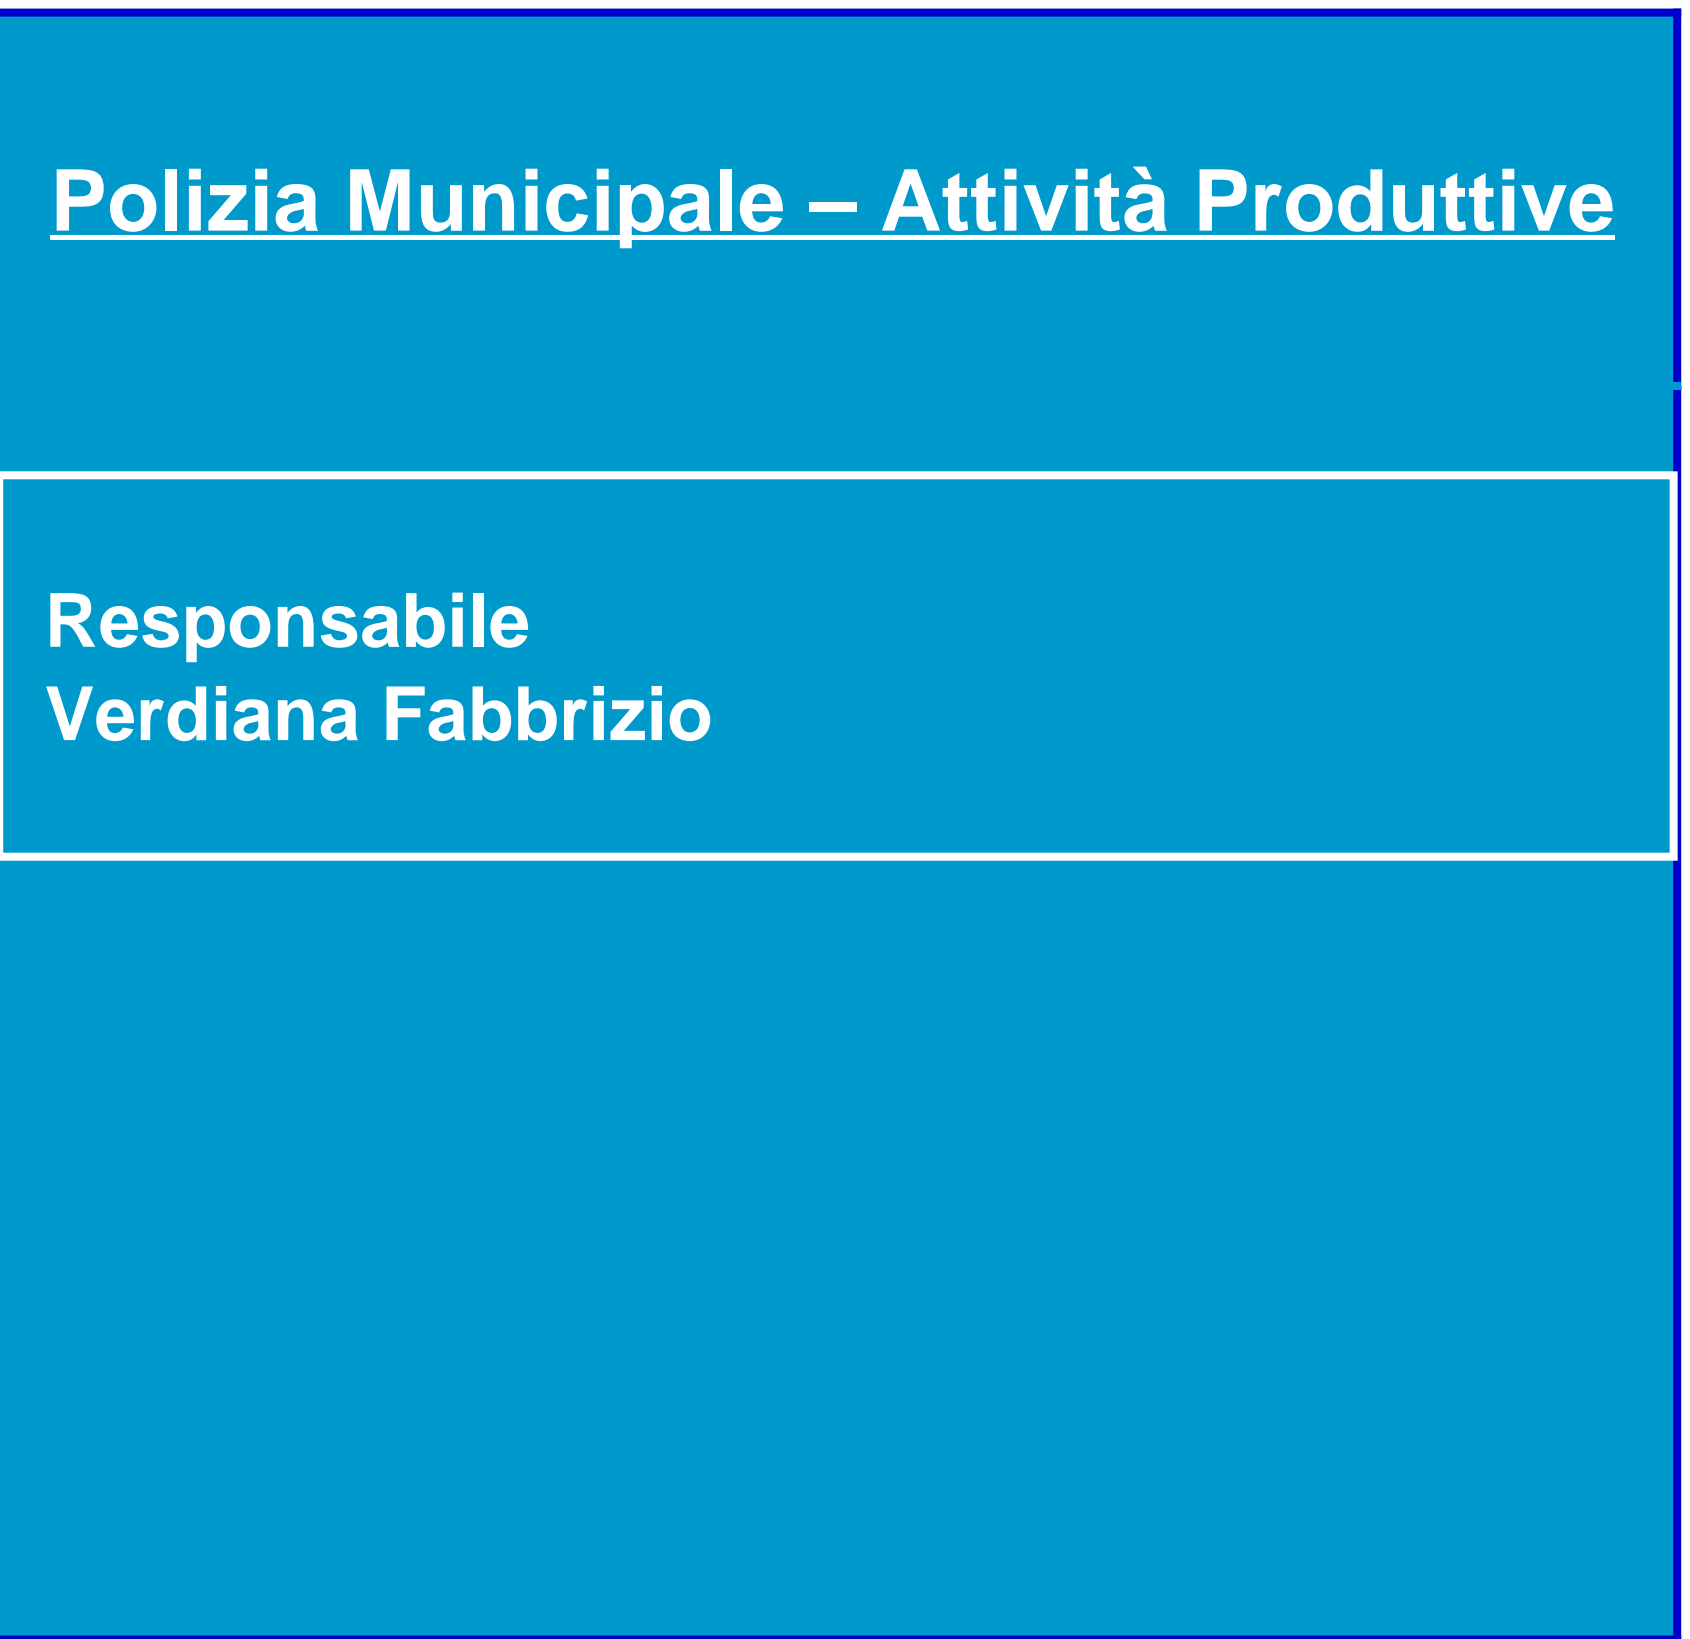 Polizia Municipale – Attività Produttive
Responsabile
Verdiana Fabbrizio